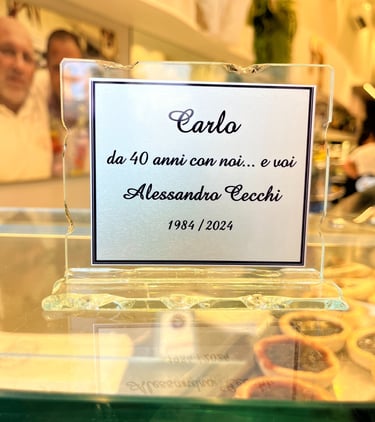 Carlo
da 40 anni con noi... e voi
Alessandro Cecchi
1984 / 2024